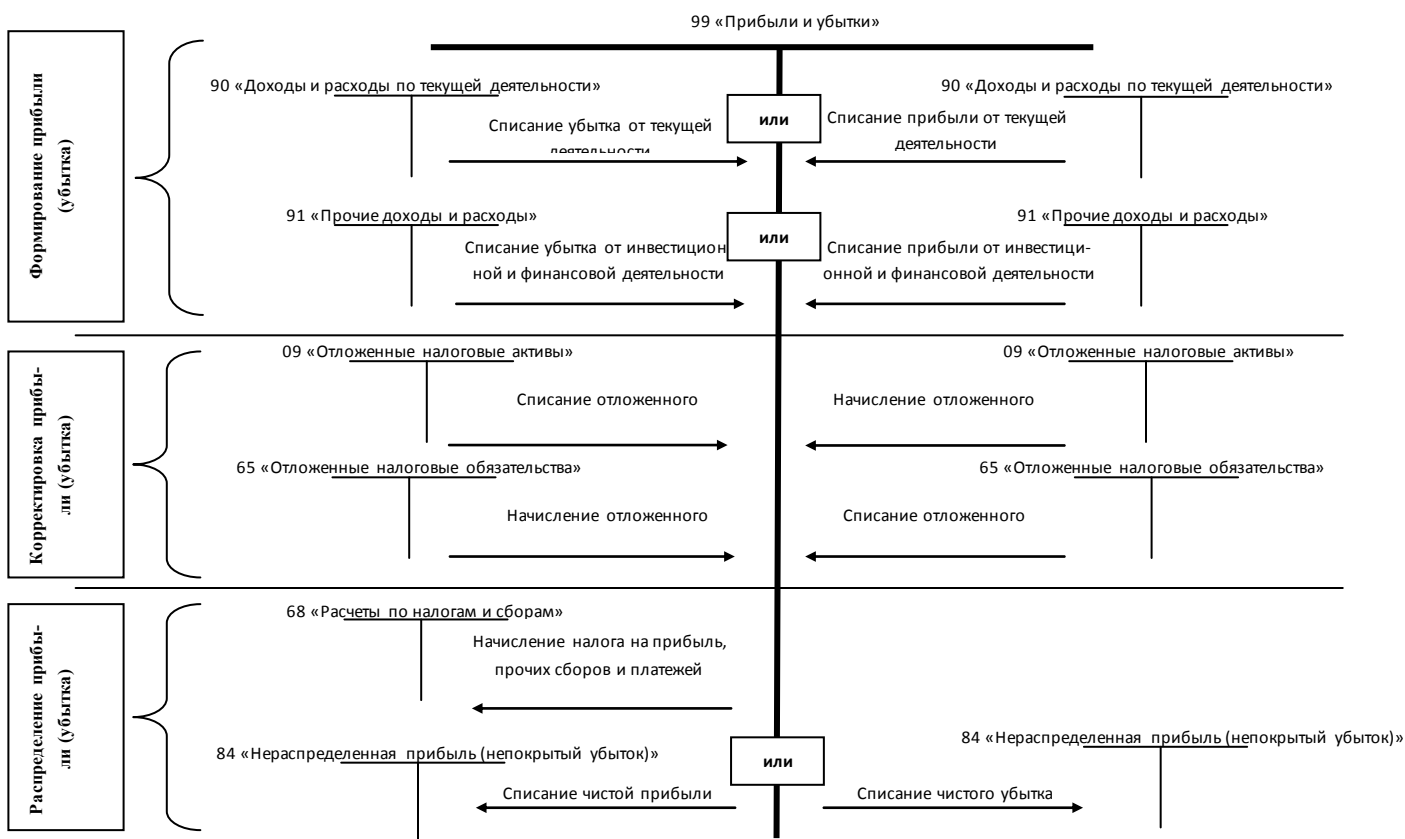 99 «Прибыли и убытки»
Формирование прибыли
(убытка)
90 «Доходы и расходы по текущей деятельности»
90 «Доходы и расходы по текущей деятельности»
или
Списание убытка от текущей
деятельности
Списание прибыли от текущей
деятельности
91 «Прочие доходы и расходы»
91 «Прочие доходы и расходы»
или
Списание убытка от инвестицион
ной и финансовой деятельности
Списание прибыли от инвестици-
онной и финансовой деятельности
Корректировка прибы-
ли (убытка)
09 «Отложенные налоговые активы»
09 «Отложенные налоговые активы»
Списание отложенного
Начисление отложенного
65 «Отложенные налоговые обязательства»
65 «Отложенные налоговые обязательства»
Начисление отложенного
Списание отложенного
Распределение прибы-
ли (убытка)
68 «Расчеты по налогам и сборам»
Начисление налога на прибыль,
прочих сборов и платежей
84 «Нераспределенная прибыль (непокрытый убыток)»
84 «Нераспределенная прибыль (непокрытый убыток)»
или
Списание чистой прибыли
Списание чистого убытка